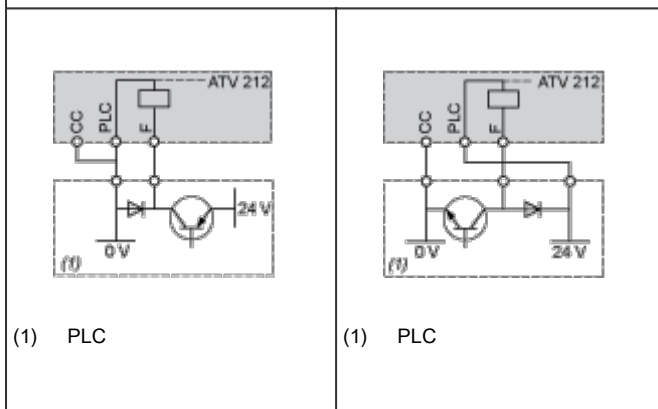 ATV 212
CC
PLC
F
24 V
0 V
(1)
(1) PLC
ATV 212
CC
PLC
F
0 V
24 V
(1)
(1) PLC